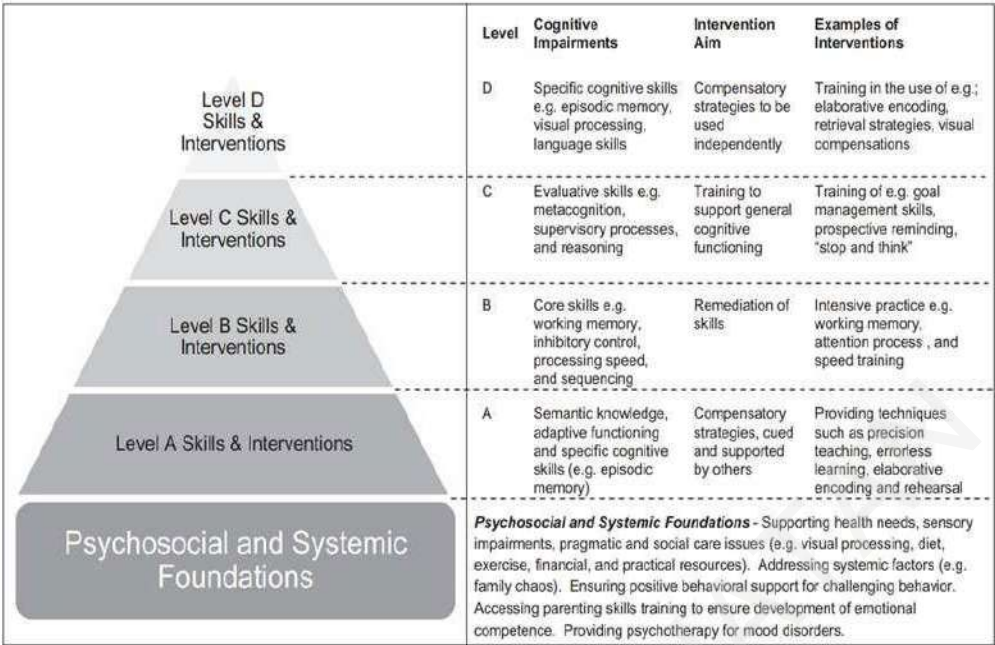 Level D
Skills &
Interventions
Level C Skills &
Interventions
Level B Skills &
Interventions
Level A Skills & Interventions
Psychosocial and Systemic
Foundations
Level
Cognitive
Impairments
Intervention
Aim
Examples of
Interventions
D
Specific cognitive skills
e.g. episodic memory,
visual processing,
language skills
Compensatory
strategies to be
used
independently
Training in the use of e.g.;
elaborative encoding,
retrieval strategies, visual
compensations
C
Evaluative skills e.g.
metacognition,
supervisory processes,
and reasoning
Training to
support general
cognitive
functioning
Training of e.g. goal
management skills,
prospective reminding,
"stop and think"
B
Core skills e.g.
working memory,
inhibitory control,
processing speed,
and sequencing
Remediation of
skills
Intensive practice e.g.
working memory,
attention process , and
speed training
A
Semantic knowledge,
adaptive functioning
and specific cognitive
skills (e.g. episodic
memory)
Compensatory
strategies, cued
and supported
by others
Providing techniques
such as precision
teaching, errorless
learning, elaborative
encoding and rehearsal
Psychosocial and Systemic Foundations - Supporting health needs, sensory
impairments, pragmatic and social care issues (e.g. visual processing, diet,
exercise, financial, and practical resources). Addressing systemic factors (e.g.
family chaos). Ensuring positive behavioral support for challenging behavior.
Accessing parenting skills training to ensure development of emotional
competence. Providing psychotherapy for mood disorders.